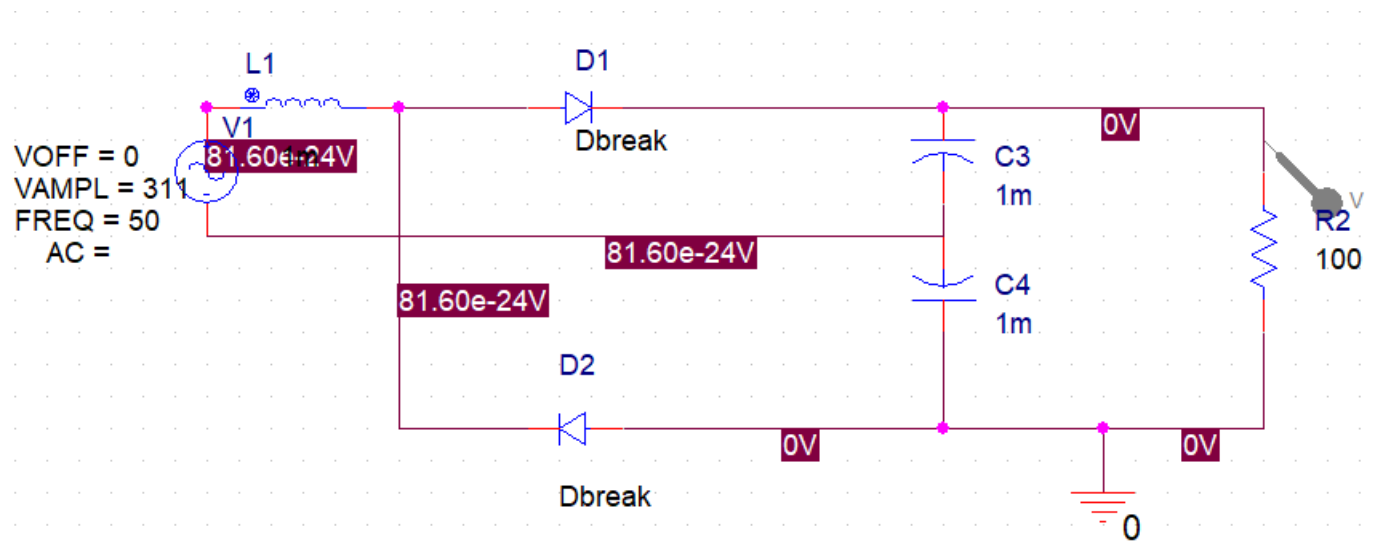 L1
D1
V1
Dbreak
0V
VOFF = 0
81.60e-24V
1m
VAMPL = 311
FREQ = 50
AC =
C3
1m
V
R2
100
81.60e-24V
C4
1m
81.60e-24V
D2
0V
0V
Dbreak
0